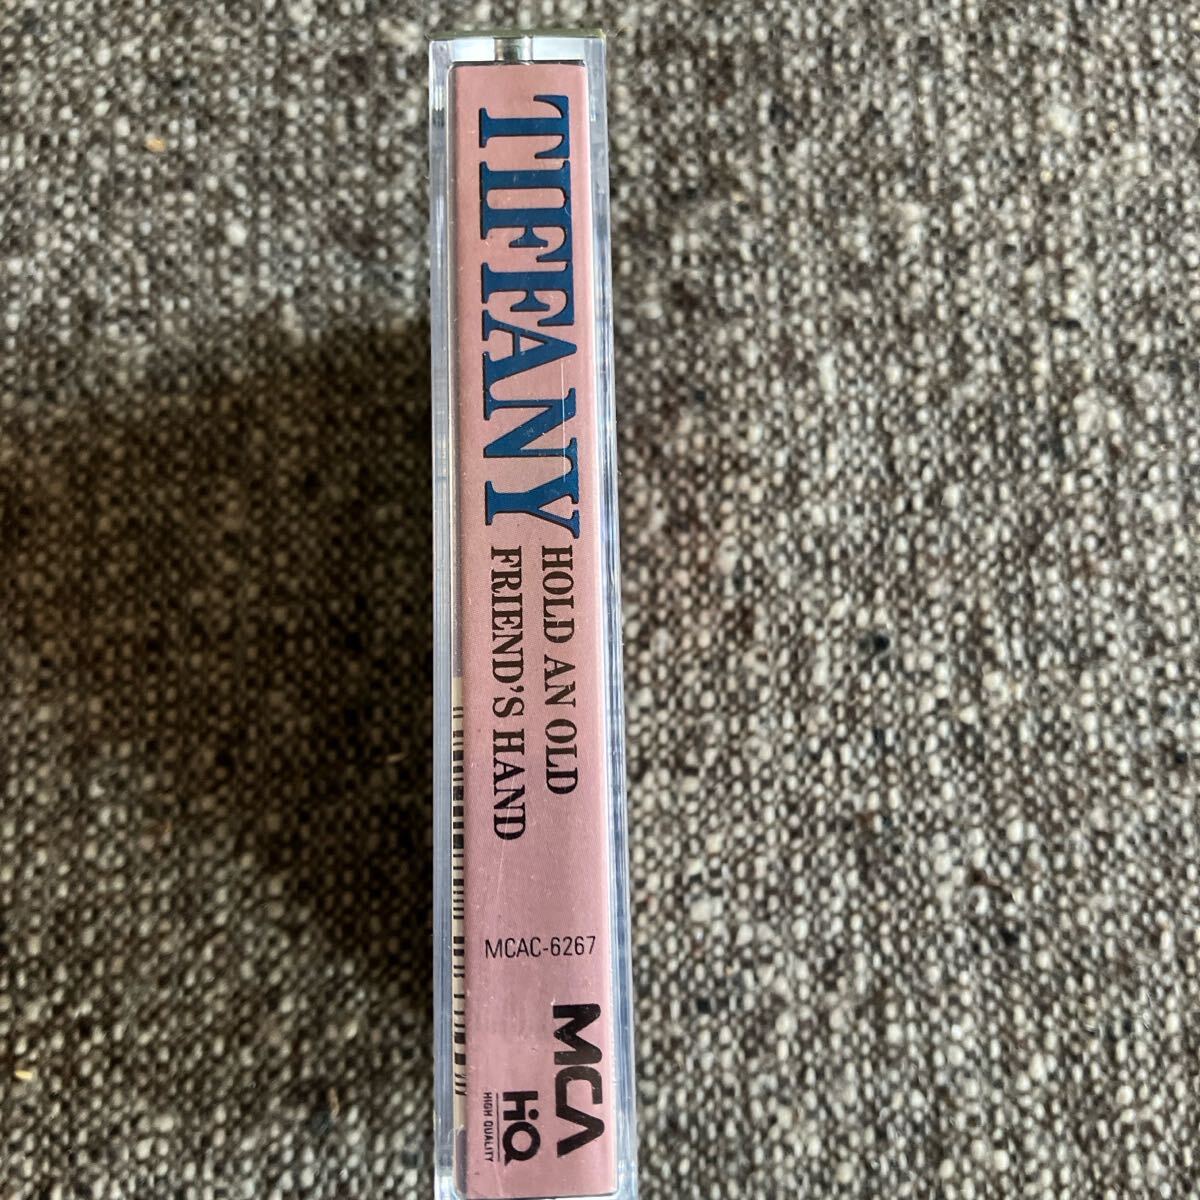 TIFFANY
HOLD AN OLD
FRIEND'S HAND
MCAC-6267
MCA
HiQ
HIGH QUALITY